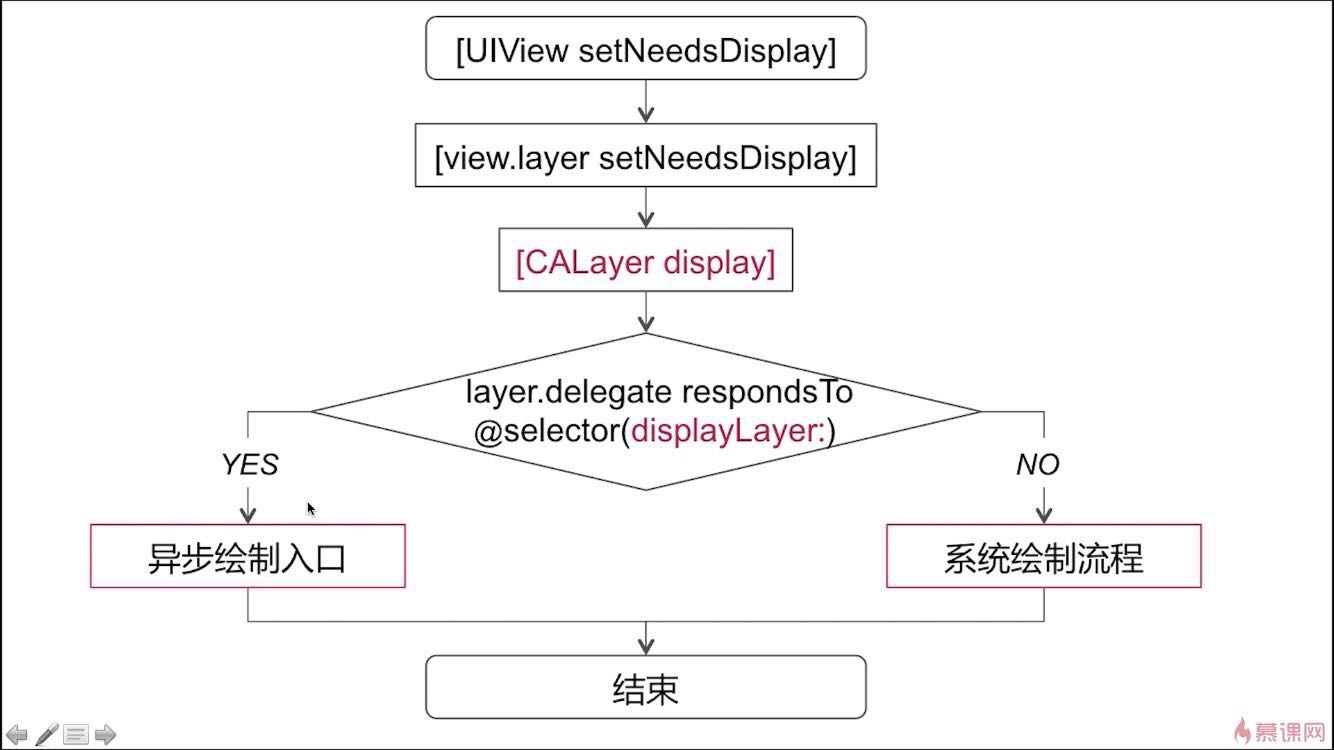 [UIView setNeedsDisplay]
[view.layer setNeedsDisplay]
[CALayer display]
layer.delegate respondsTo
@selector(displayLayer:)
YES
NO
异步绘制入口
系统绘制流程
结束
慕课网